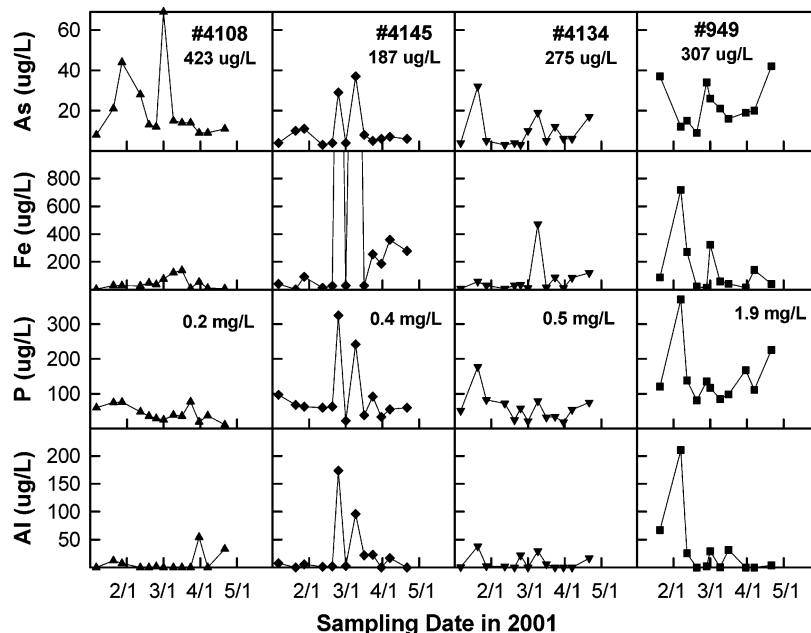 #4108 #4145 #4134 #949
423 ug/L 187 ug/L 275 ug/L 307 ug/L
As (ug/L)
60
40
20
Fe (ug/L)
800
600
400
200
0.2 mg/L 0.4 mg/L 0.5 mg/L 1.9 mg/L
P (ug/L)
300
200
100
Al (ug/L)
200
150
100
50
2/1 3/1 4/1 5/1 2/1 3/1 4/1 5/1 2/1 3/1 4/1 5/1 2/1 3/1 4/1 5/1
Sampling Date in 2001